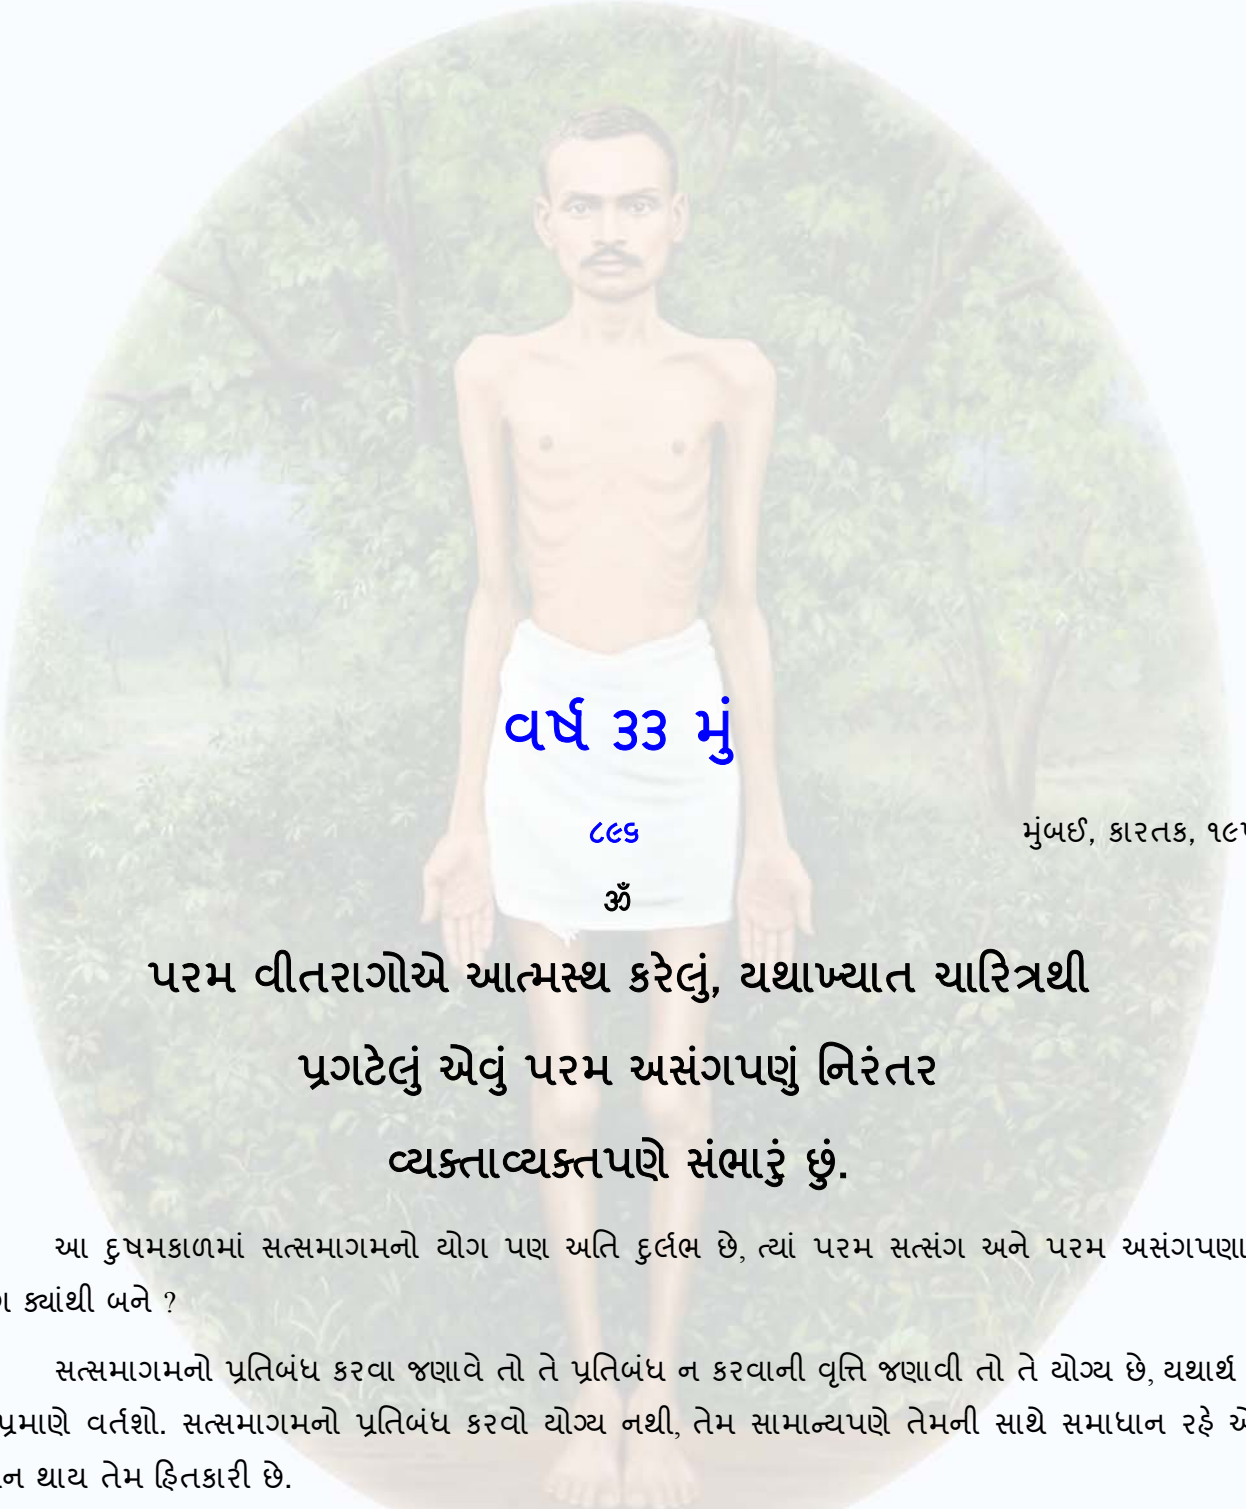 વર્ષ ૩૩ મું
૮૯૬
મુંબઈ, કારતક,
ૐ
પરમ વીતરાગોએ આત્મસ્થ કરેલું, યથાખ્યાત ચારિત્રથી
પ્રગટેલું એવું પરમ અસંગપણું નિરંતર
વ્યક્તાવ્યક્તપણે સંભારું છું.
આ દુષમકાળમાં સત્સમાગમનો યોગ પણ અતિ દુર્લભ છે, ત્યાં પરમ સત્સંગ અને પરમ અસંગપણા
ક્યાંથી બને ?
સત્સમાગમનો પ્રતિબંધ કરવા જણાવે તો તે પ્રતિબંધ ન કરવાની વૃત્તિ જણાવી તો તે યોગ્ય છે, યથાર્થ
પ્રમાણે વર્તશો. સત્સમાગમનો પ્રતિબંધ કરવો યોગ્ય નથી, તેમ સામાન્યપણે તેમની સાથે સમાધાન રહે
થાય તેમ હિતકારી છે.